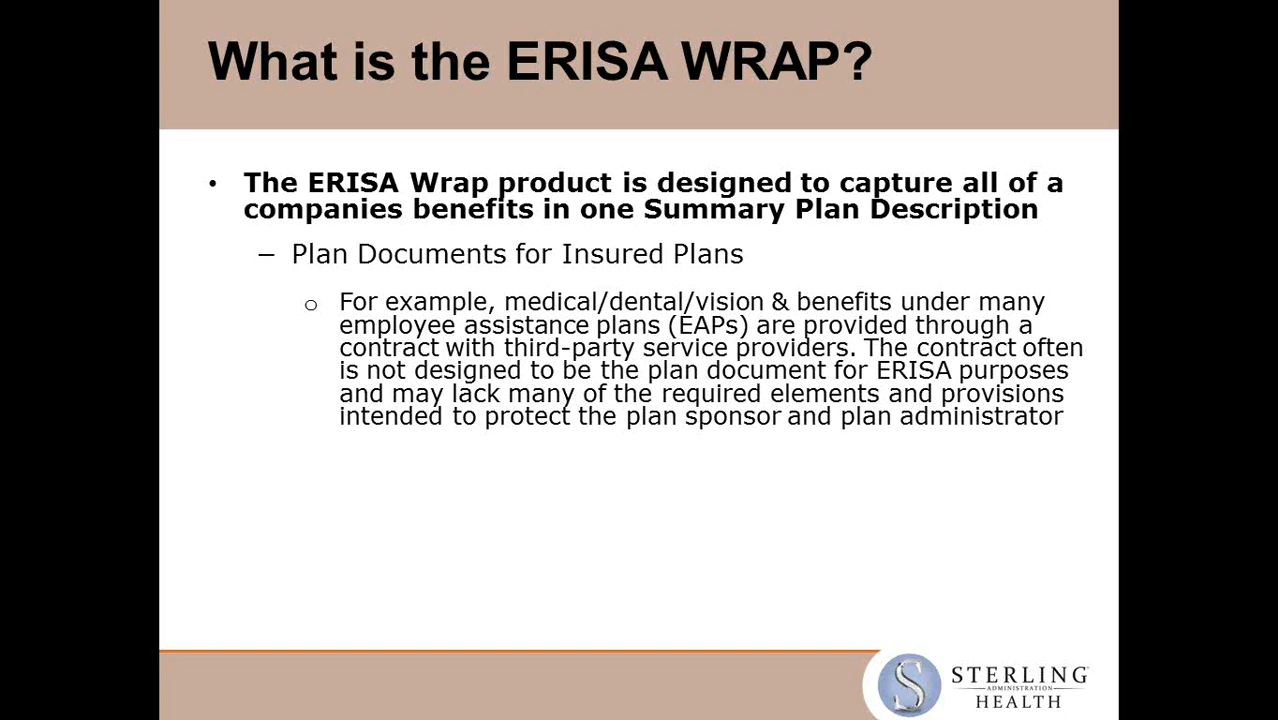 What is the ERISA WRAP?
• The ERISA Wrap product is designed to capture all of a
companies benefits in one Summary Plan Description
– Plan Documents for Insured Plans
o For example, medical/dental/vision & benefits under many
employee assistance plans (EAPs) are provided through a
contract with third-party service providers. The contract often
is not designed to be the plan document for ERISA purposes
and may lack many of the required elements and provisions
intended to protect the plan sponsor and plan administrator
S
STERLING
ADMINISTRATION
HEALTH